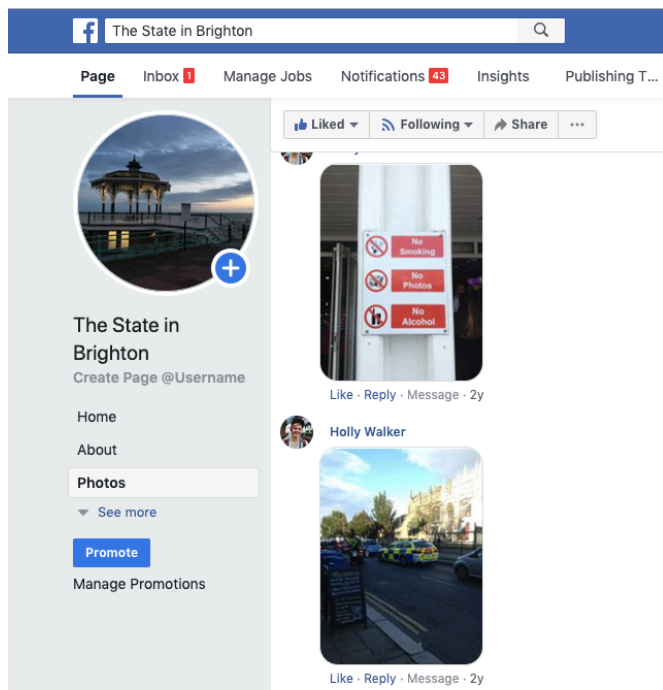 The State in Brighton
Page
Inbox 1
Manage Jobs
Notifications 43
Insights
Publishing T...
Liked
Following
Share
The State in
Brighton
Create Page @Username
Home
About
Photos
See more
Promote
Manage Promotions
No
Smoking
No
Photos
No
Alcohol
Like · Reply · Message · 2y
Holly Walker
Like · Reply · Message · 2y